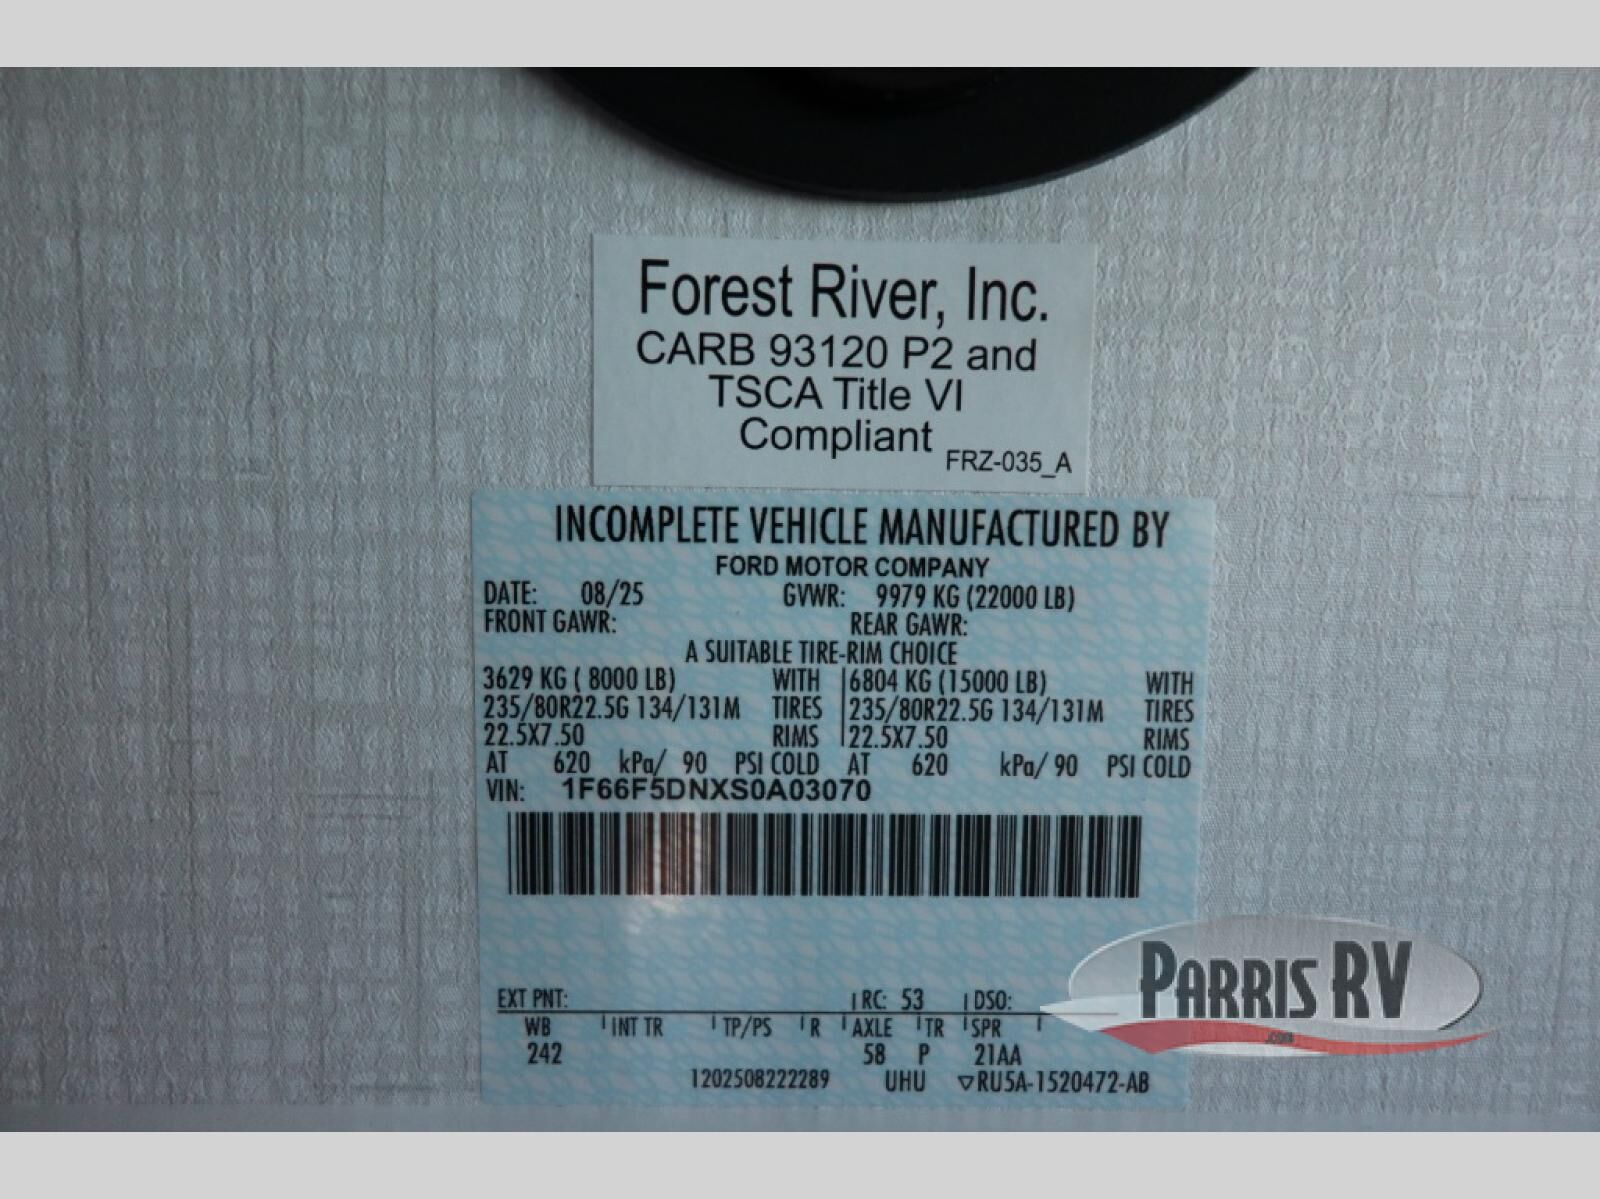 Forest River, Inc.
CARB 93120 P2 and
TSCA Title VI
Compliant
FRZ-035_A
INCOMPLETE VEHICLE MANUFACTURED BY
FORD MOTOR COMPANY
DATE: 08/25 GVWR: 9979 KG (22000 LB)
FRONT GAWR: REAR GAWR:
A SUITABLE TIRE-RIM CHOICE
3629 KG ( 8000 LB) WITH 6804 KG (15000 LB) WITH
235/80R22.5G 134/131M TIRES 235/80R22.5G 134/131M TIRES
22.5X7.50 RIMS 22.5X7.50 RIMS
AT 620 kPa/ 90 PSI COLD AT 620 kPa/ 90 PSI COLD
VIN: 1F66F5DNXS0A03070
EXT PNT: RC: 53 DSO:
WB INT TR TP/PS R AXLE TR SPR
242 58 P 21AA
1202508222289 UHU ▽RU5A-1520472-AB
PARRIS RV
.com